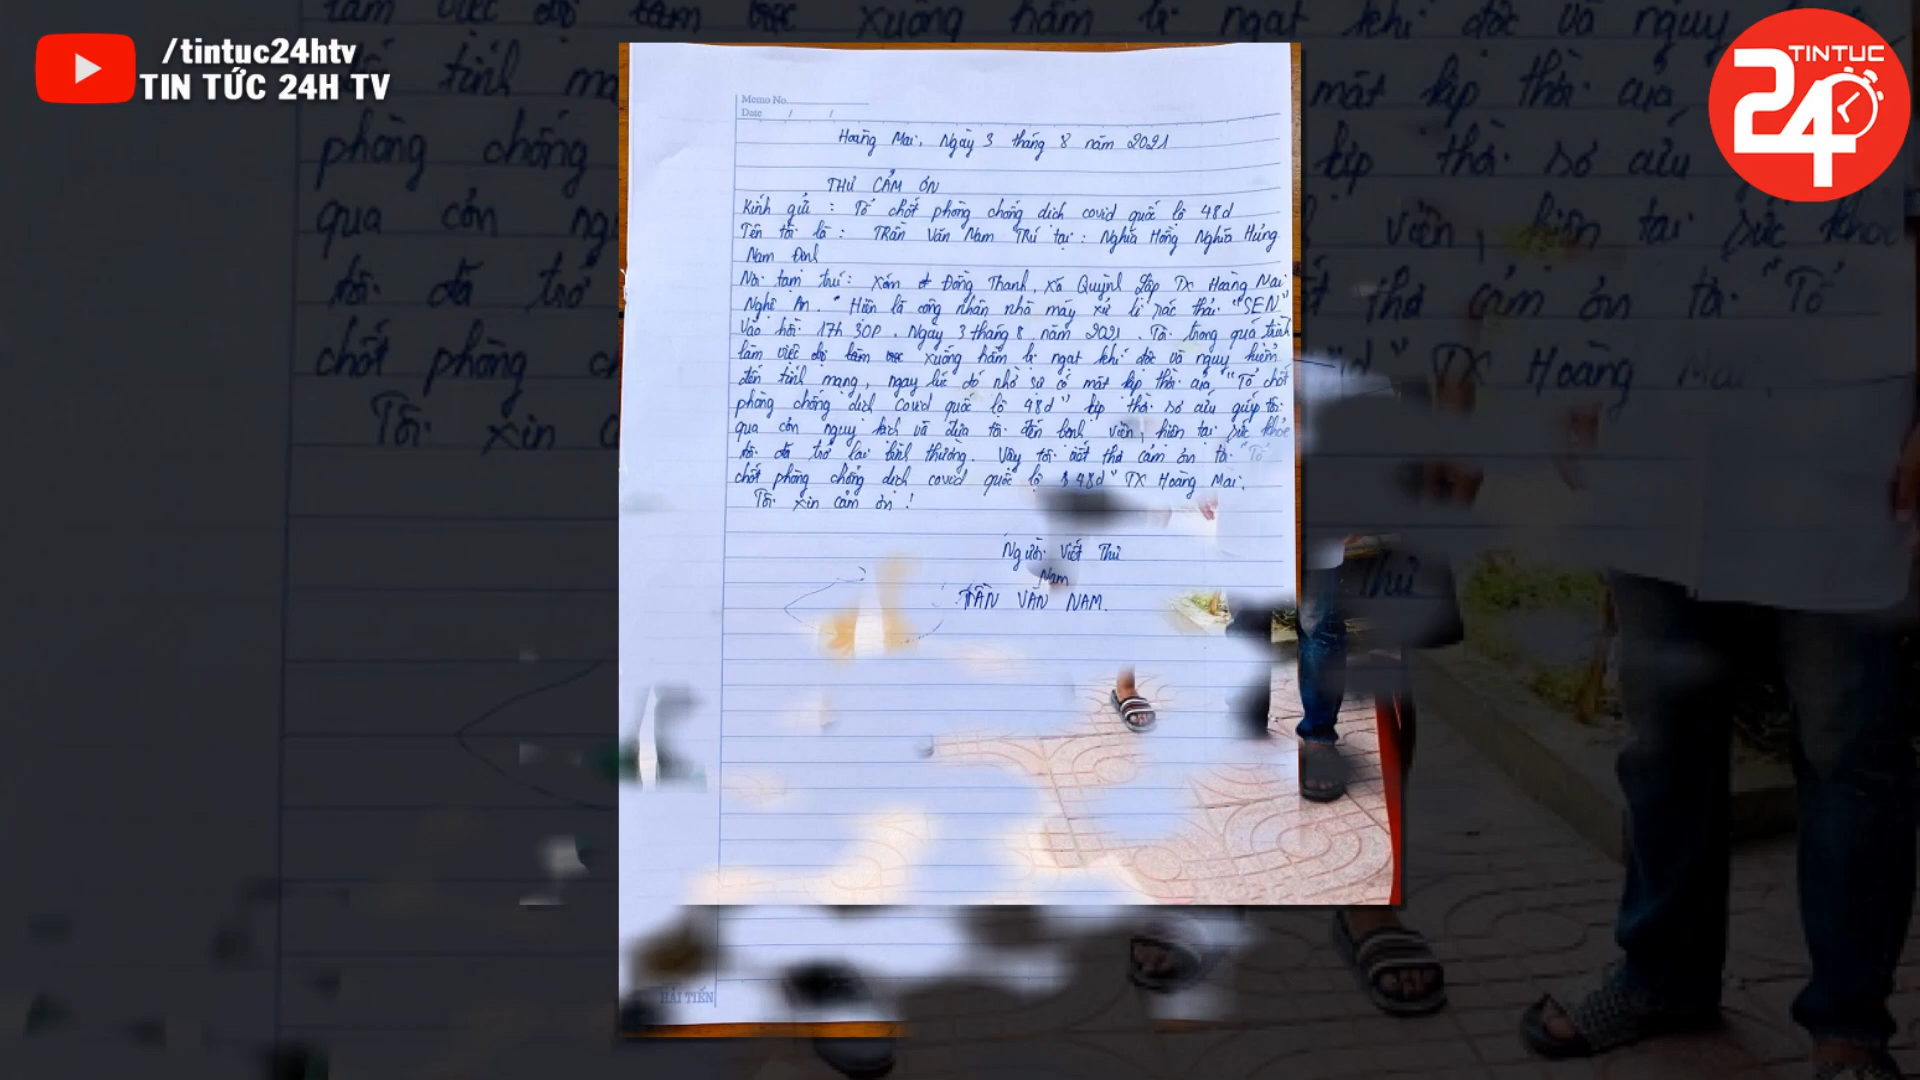 /tintuc24htv
TIN TỨC 24H TV
TINTUC
24
Memo No.
Date / /
Hoàng Mai, Ngày 3 tháng 8 năm 2021
THƯ CẢM ƠN
Kính gửi : Tổ chốt phòng chống dịch covid quốc lộ 48d
Tên tôi là : TRần Văn Nam TRú tại : Nghĩa Hồng Nghĩa Hưng
Nam Định
Nơi tạm trú : Xóm Đồng Thanh, xã Quỳnh Lập TX Hoàng Mai
Nghệ An. Hiện là công nhân nhà máy xử lí rác thải "SEN"
Vào hồi 17h 30p. Ngày 3 tháng 8 năm 2021. Tôi trong quá trình
làm việc xuống hầm bị ngạt khí độc và nguy hiểm
đến tính mạng, ngay lúc đó nhờ sự có mặt kịp thời của "Tổ chốt
phòng chống dịch Covid quốc lộ 48d" kịp thời sơ cứu giúp tôi
qua cơn nguy kịch và đưa tôi đến bệnh viện, hiện tại sức khỏe
tôi đã trở lại bình thường. Vậy tôi viết thư cảm ơn tới "Tổ
chốt phòng chống dịch covid quốc lộ 48d" TX Hoàng Mai.
Tôi xin cảm ơn !
Người Viết Thư
Nam
TRẦN VĂN NAM.
HẢI TIẾN